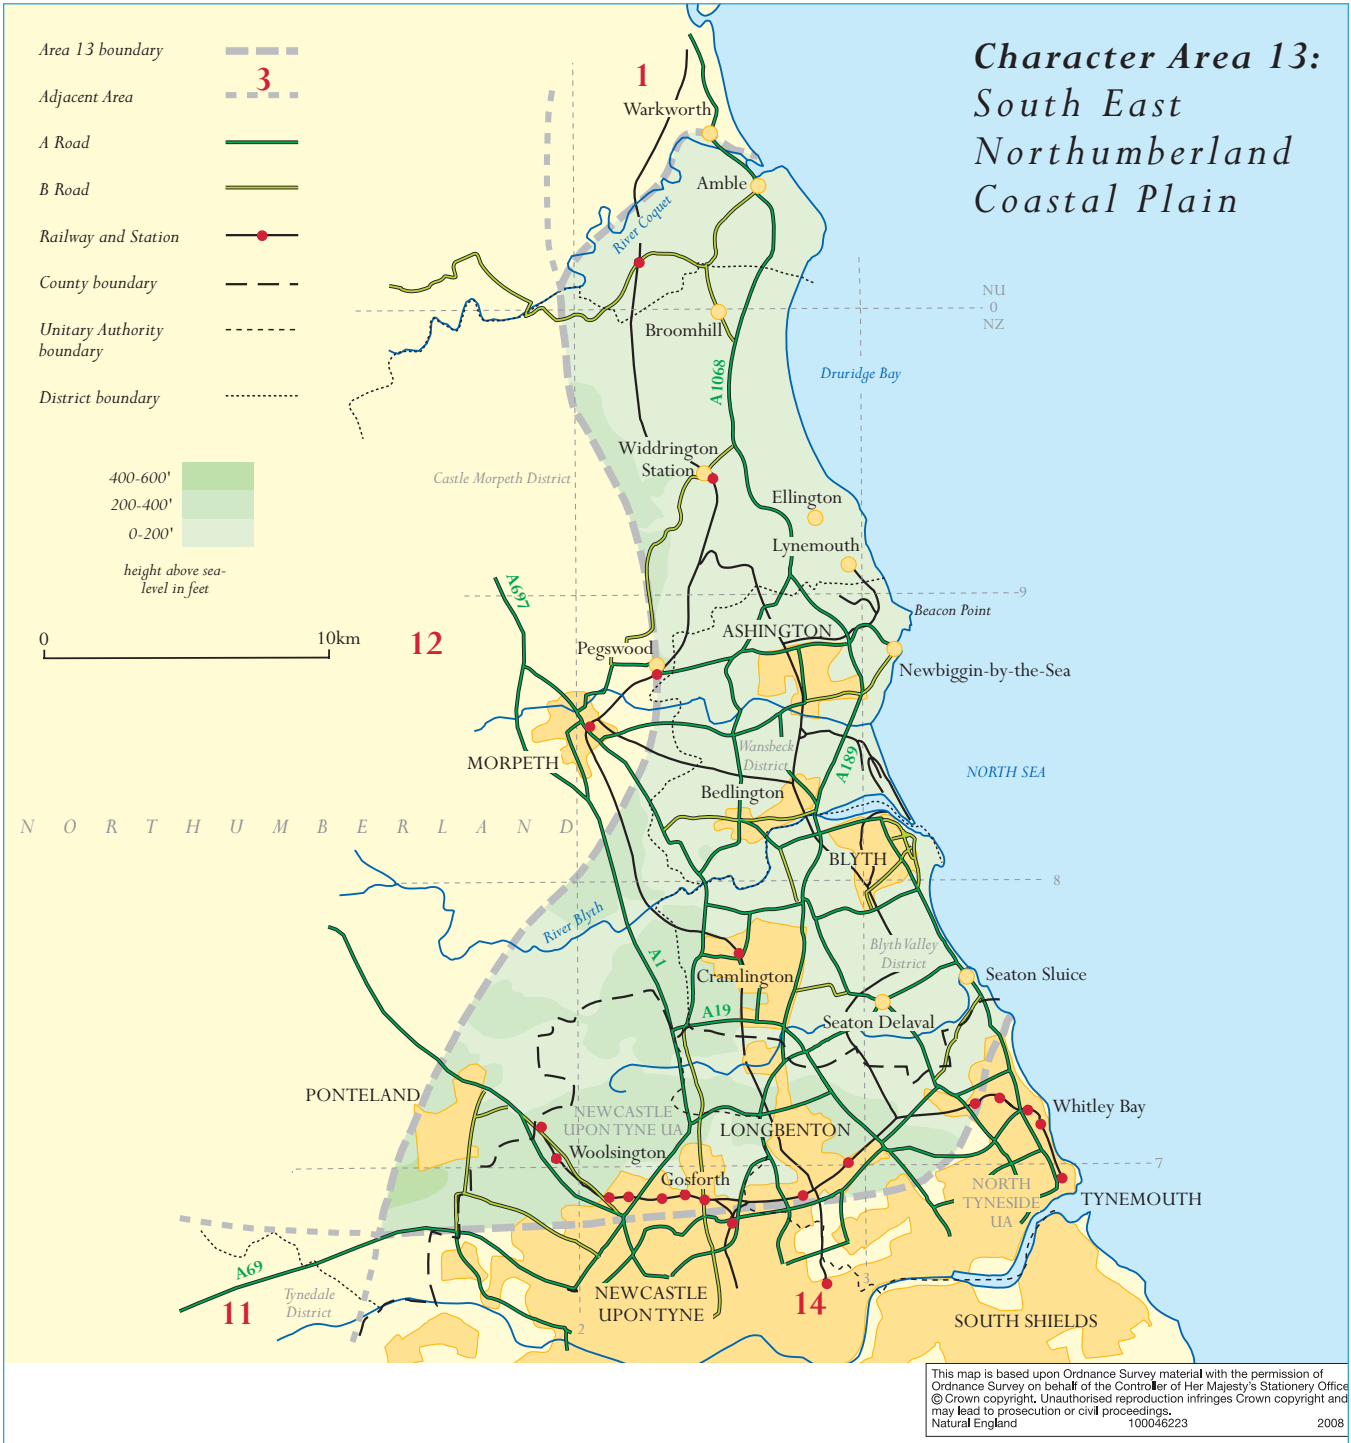 Character Area 13:
South East
Northumberland
Coastal Plain
Area 13 boundary
3
Adjacent Area
A Road
B Road
Railway and Station
County boundary
Unitary Authority
boundary
District boundary
400-600'
200-400'
0-200'
height above sea-
level in feet
0 10km
1
Warkworth
Amble
River Coquet
NU
0
NZ
Broomhill
A1068
Druridge Bay
Widdrington
Station
Castle Morpeth District
Ellington
Lynemouth
A697
9
Beacon Point
12
ASHINGTON
Pegswood
Newbiggin-by-the-Sea
MORPETH
Wansbeck
District
A189
NORTH SEA
Bedlington
NORTHUMBERLAND
BLYTH
8
River Blyth
A1
Blyth Valley
District
Cramlington
Seaton Sluice
A19
Seaton Delaval
PONTELAND
NEWCASTLE
UPON TYNE UA
LONGBENTON
Whitley Bay
Woolsington
7
Gosforth
NORTH
TYNESIDE
UA
TYNEMOUTH
A69
11
Tynedale
District
3
NEWCASTLE
UPON TYNE
14
2
SOUTH SHIELDS
This map is based upon Ordnance Survey material with the permission of
Ordnance Survey on behalf of the Controller of Her Majesty's Stationery Office
© Crown copyright. Unauthorised reproduction infringes Crown copyright and
may lead to prosecution or civil proceedings.
Natural England 100046223 2008